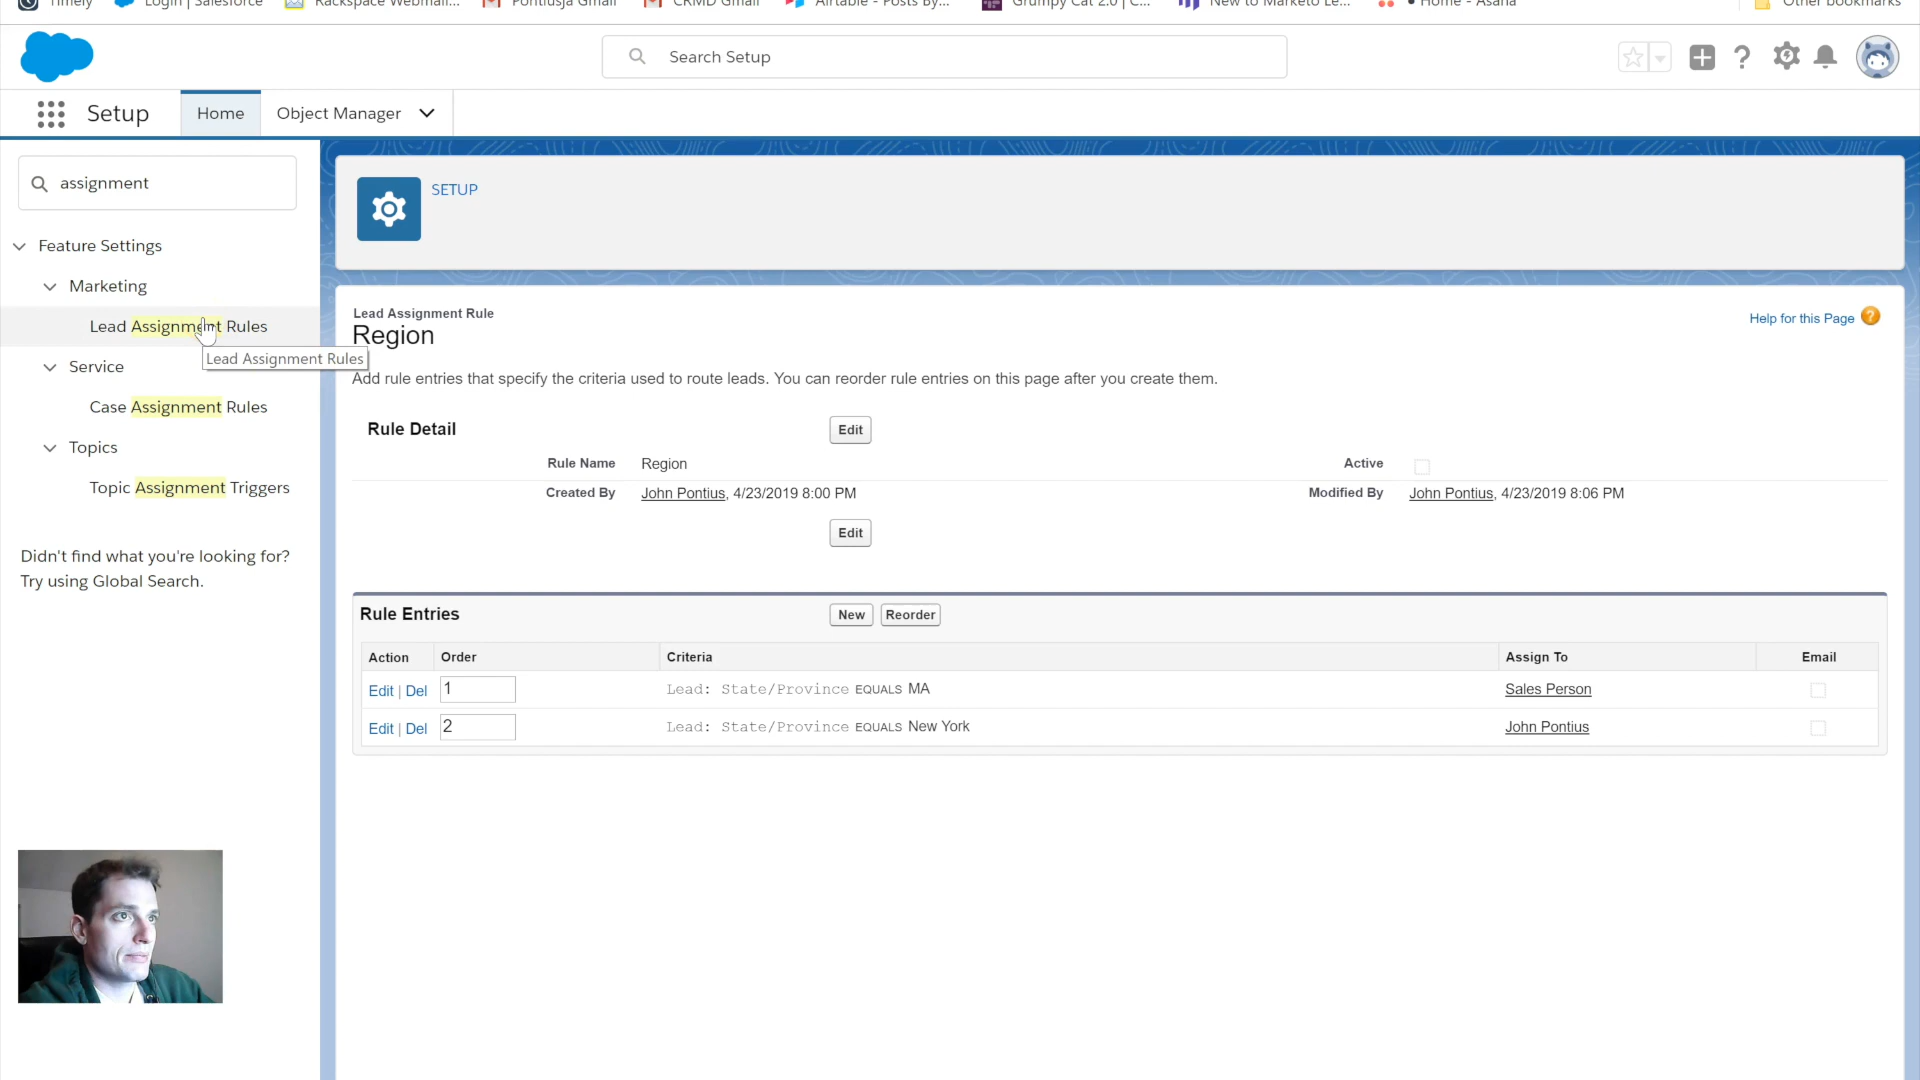 Timely Login | Salesforce Rackspace Webmail... Pontiusja Gmail CRMD Gmail Airtable - Posts By... Grumpy Cat 2.0 | C... New to Marketo Le... • Home - Asana Other bookmarks
Search Setup
Setup Home Object Manager
assignment
SETUP
Feature Settings
Marketing
Lead Assignment Rules
Lead Assignment Rules
Service
Case Assignment Rules
Topics
Topic Assignment Triggers
Didn't find what you're looking for?
Try using Global Search.
Lead Assignment Rule
Region
Help for this Page ?
Add rule entries that specify the criteria used to route leads. You can reorder rule entries on this page after you create them.
Rule Detail Edit
Rule Name Region Active
Created By John Pontius, 4/23/2019 8:00 PM Modified By John Pontius, 4/23/2019 8:06 PM
Edit
Rule Entries New Reorder
Action Order Criteria Assign To Email
Edit | Del 1 Lead: State/Province EQUALS MA Sales Person
Edit | Del 2 Lead: State/Province EQUALS New York John Pontius